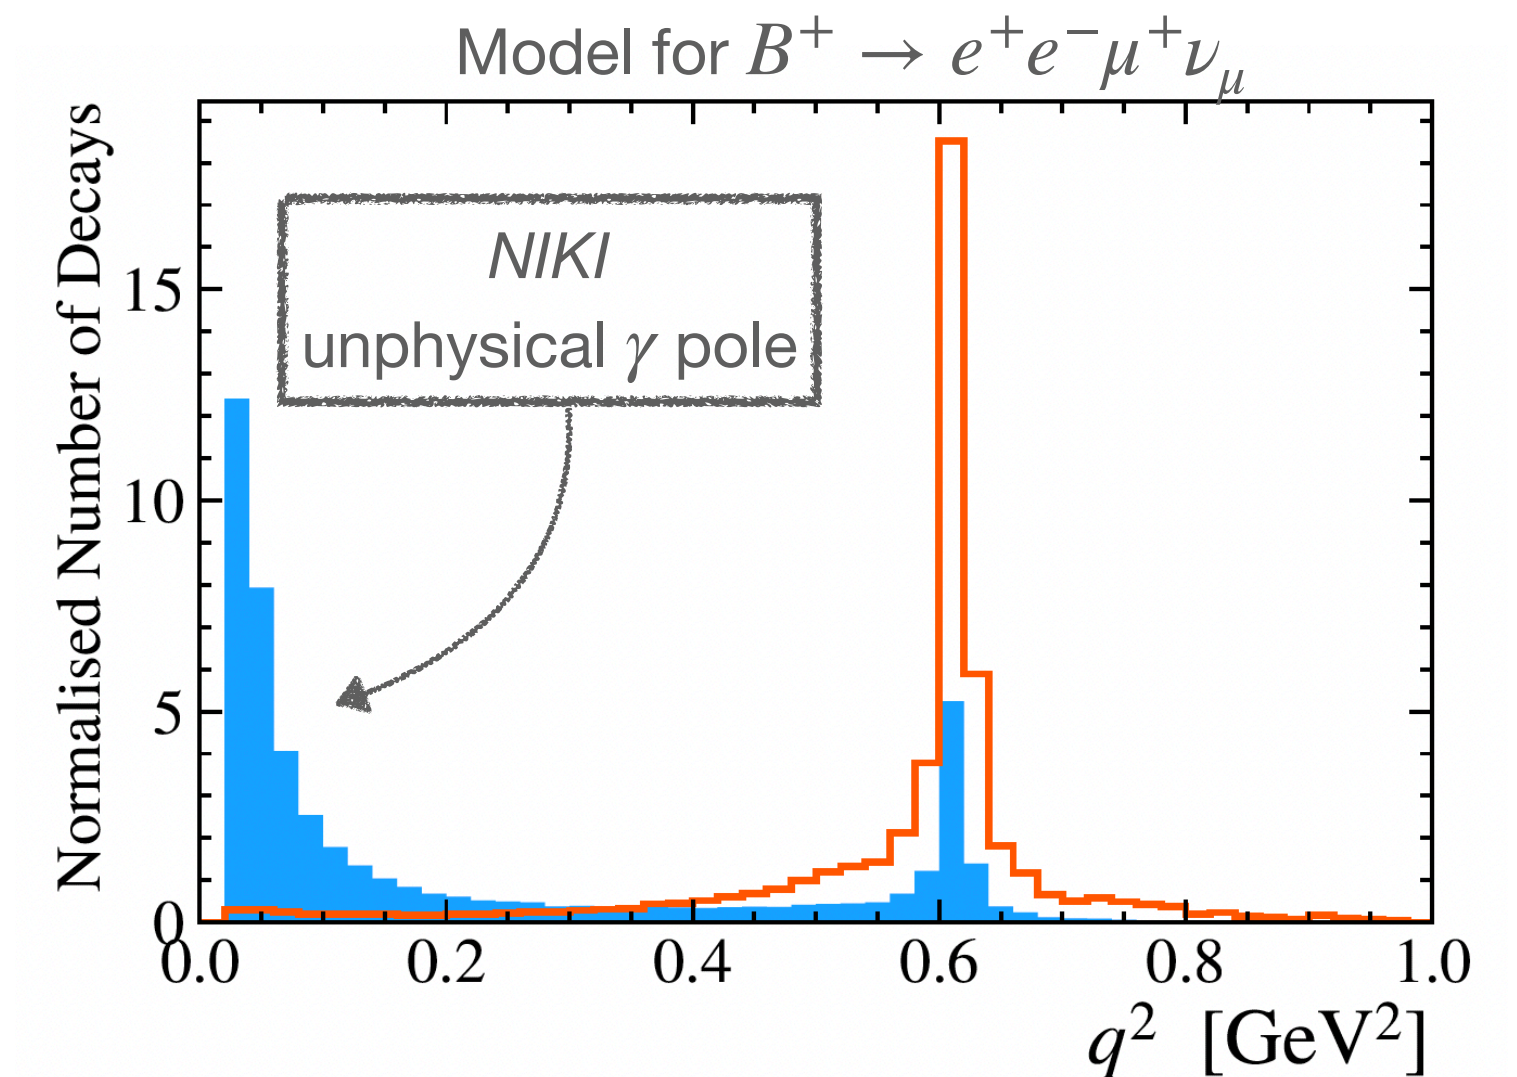 Model for B⁺ → e⁺e⁻μ⁺ν_μ
Normalised Number of Decays
NIKI
unphysical γ pole
15
10
5
0
0.0 0.2 0.4 0.6 0.8 1.0
q² [GeV²]